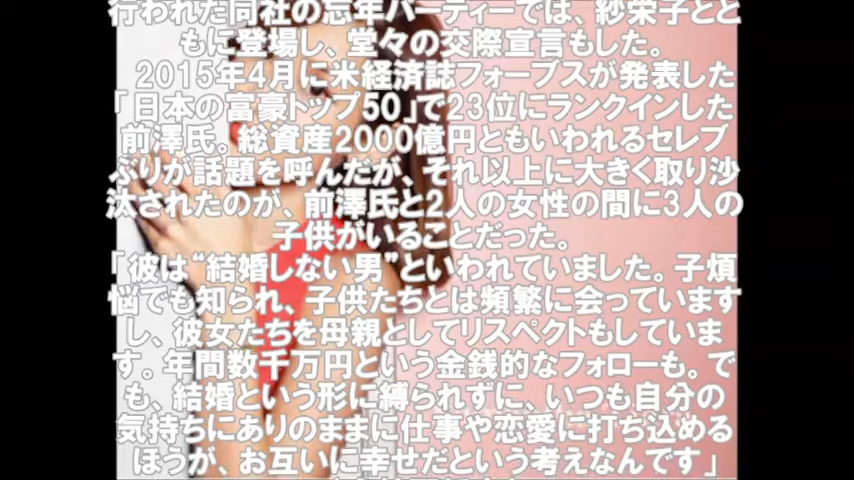 行われた同社の忘年パーティーでは、紗栄子とと
もに登場し、堂々の交際宣言もした。
2015年4月に米経済誌フォーブスが発表した
「日本の富豪トップ50」で23位にランクインした
前澤氏。総資産2000億円ともいわれるセレブ
ぶりが話題を呼んだが、それ以上に大きく取り沙
汰されたのが、前澤氏と2人の女性の間に3人の
子供がいることだった。
「彼は“結婚しない男”といわれていました。子煩
悩でも知られ、子供たちとは頻繁に会っています
し、彼女たちを母親としてリスペクトもしていま
す。年間数千万円という金銭的なフォローも。で
も、結婚という形に縛られずに、いつも自分の
気持ちにありのままに仕事や恋愛に打ち込める
ほうが、お互いに幸せだという考えなんです」